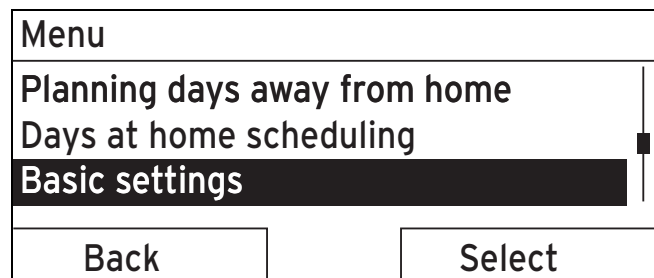 Menu
Planning days away from home
Days at home scheduling
Basic settings
Back
Select